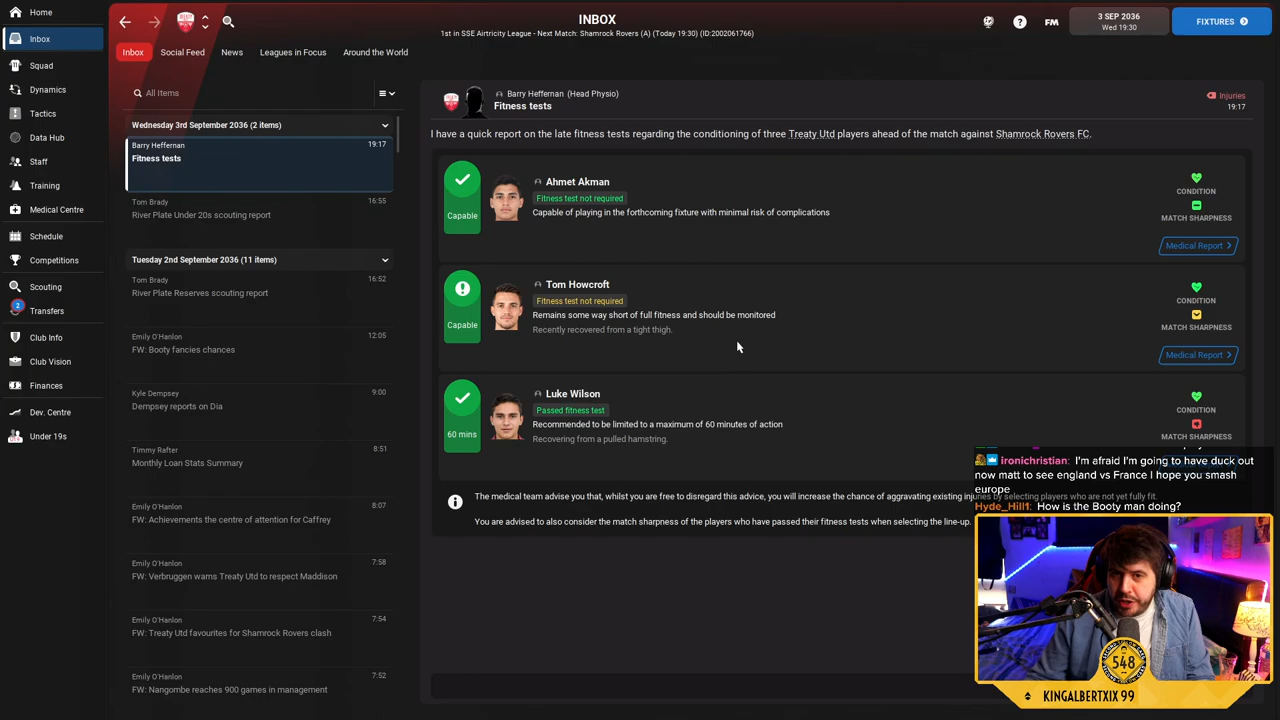 Home
Inbox
Squad
Dynamics
Tactics
Data Hub
Staff
Training
Medical Centre
Schedule
Competitions
Scouting
2
Transfers
Club Info
Club Vision
Finances
Dev. Centre
Under 19s
INBOX
1st in SSE Airtricity League - Next Match: Shamrock Rovers (A) (Today 19:30) (ID:2002061766)
?
FM
3 SEP 2036
Wed 19:30
FIXTURES
Inbox
Social Feed
News
Leagues in Focus
Around the World
All Items
Wednesday 3rd September 2036 (2 items)
Barry Heffernan 19:17
Fitness tests
Tom Brady 16:55
River Plate Under 20s scouting report
Tuesday 2nd September 2036 (11 items)
Tom Brady 16:52
River Plate Reserves scouting report
Emily O'Hanlon 12:05
FW: Booty fancies chances
Kyle Dempsey 9:00
Dempsey reports on Dia
Timmy Rafter 8:51
Monthly Loan Stats Summary
Emily O'Hanlon 8:07
FW: Achievements the centre of attention for Caffrey
Emily O'Hanlon 7:58
FW: Verbruggen warns Treaty Utd to respect Maddison
Emily O'Hanlon 7:54
FW: Treaty Utd favourites for Shamrock Rovers clash
Emily O'Hanlon 7:52
FW: Nangombe reaches 900 games in management
Barry Heffernan (Head Physio)
Fitness tests
Injuries
19:17
I have a quick report on the late fitness tests regarding the conditioning of three Treaty Utd players ahead of the match against Shamrock Rovers FC.
Capable
Ahmet Akman
Fitness test not required
Capable of playing in the forthcoming fixture with minimal risk of complications
CONDITION
MATCH SHARPNESS
Medical Report
Capable
Tom Howcroft
Fitness test not required
Remains some way short of full fitness and should be monitored
Recently recovered from a tight thigh.
CONDITION
MATCH SHARPNESS
Medical Report
60 mins
Luke Wilson
Passed fitness test
Recommended to be limited to a maximum of 60 minutes of action
Recovering from a pulled hamstring.
CONDITION
MATCH SHARPNESS
The medical team advise you that, whilst you are free to disregard this advice, you will increase the chance of aggravating existing injuries by selecting players who are not yet fully fit.
You are advised to also consider the match sharpness of the players who have passed their fitness tests when selecting the line-up.
ironichristian: I'm afraid I'm going to have duck out
now matt to see england vs France I hope you smash
europe
Hyde_Hill1: How is the Booty man doing?
548
KINGALBERTXIX 99